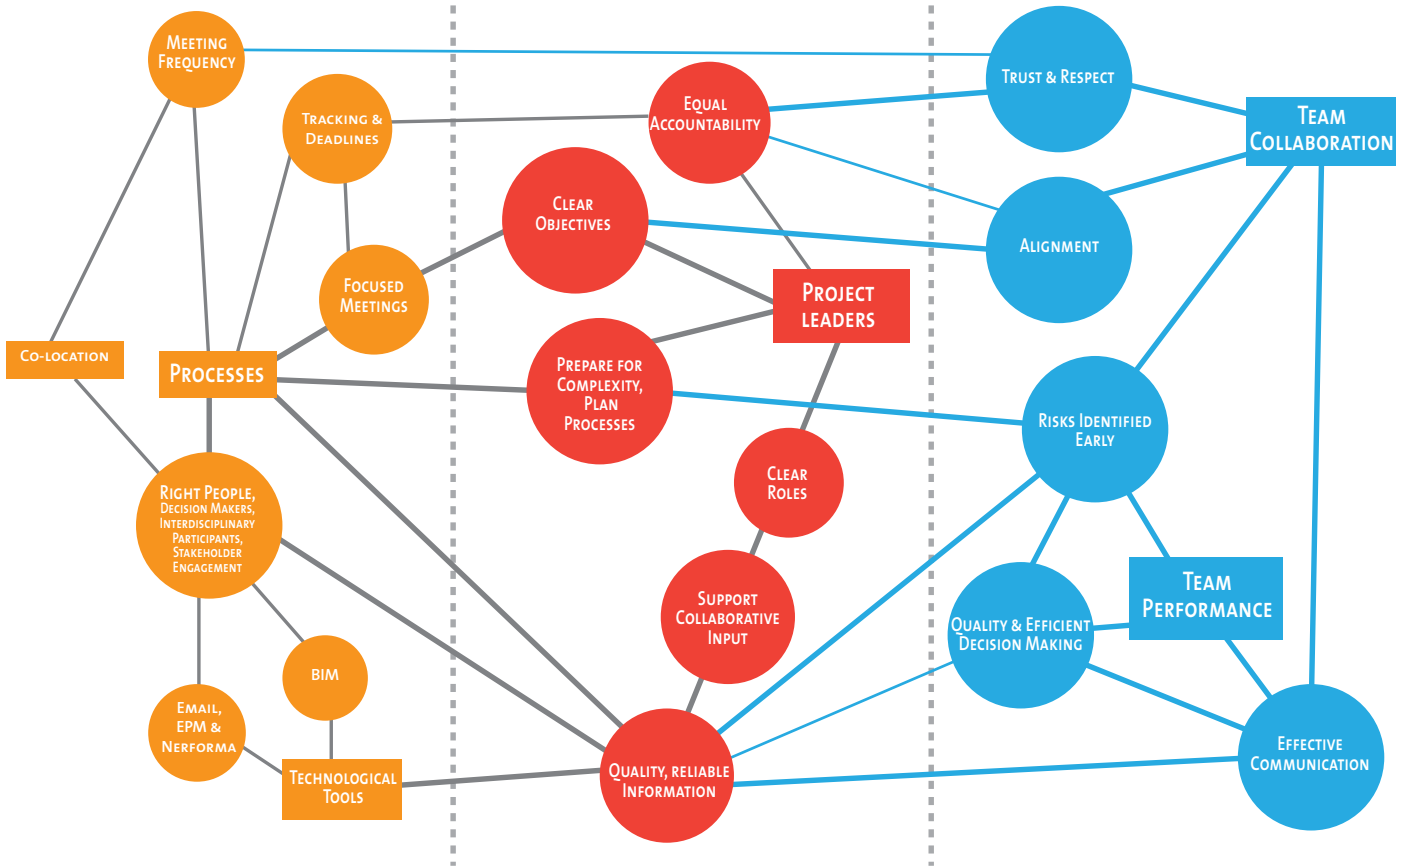 Meeting
Frequency
Tracking &
Deadlines
Focused
Meetings
Co-location
Processes
Right People,
Decision Makers,
Interdisciplinary
Participants,
Stakeholder
Engagement
BIM
Email,
EPM &
Nerforma
Technological
Tools
Equal
Accountability
Clear
Objectives
Project
leaders
Prepare for
Complexity,
Plan
Processes
Clear
Roles
Support
Collaborative
Input
Quality, reliable
Information
Trust & Respect
Team
Collaboration
Alignment
Risks Identified
Early
Team
Performance
Quality & Efficient
Decision Making
Effective
Communication